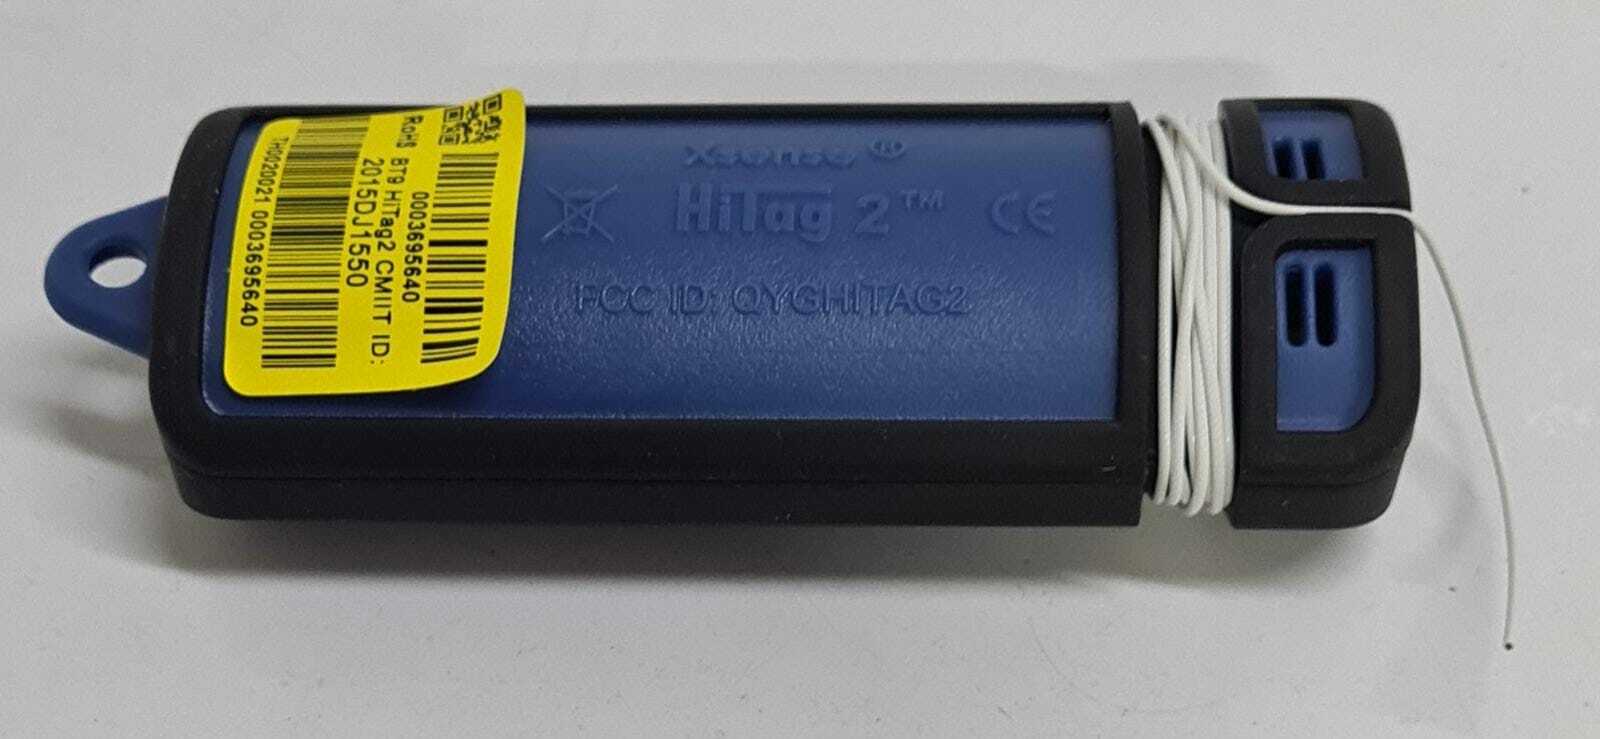 Xsense ®
HiTag 2™
CE
FCC ID: QYGHITAG2
0003695640
RoHS BT9 HiTag2 CMIIT ID:
2015DJ1550
TH0020021 0003695640